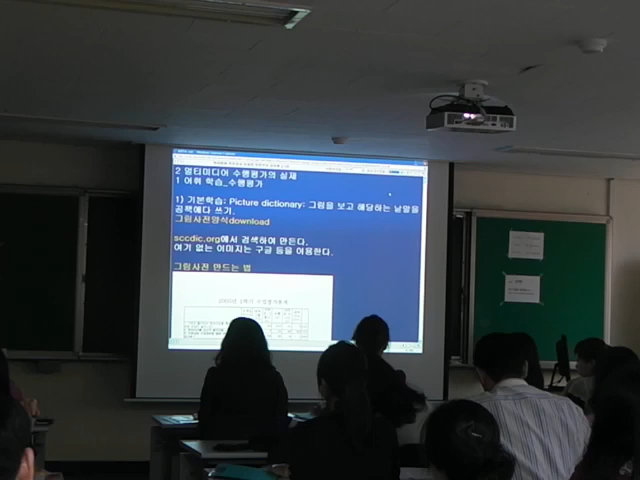 2 멀티미디어 수행평가의 실재
1 어휘 학습_수행평가
1) 기본학습: Picture dictionary: 그림을 보고 해당하는 낱말을
공책에다 쓰기.
그림사전양식download
sccdic.org에서 검색하여 만든다.
여기 없는 이미지는 구글 등을 이용한다.
그림사전 만드는 법